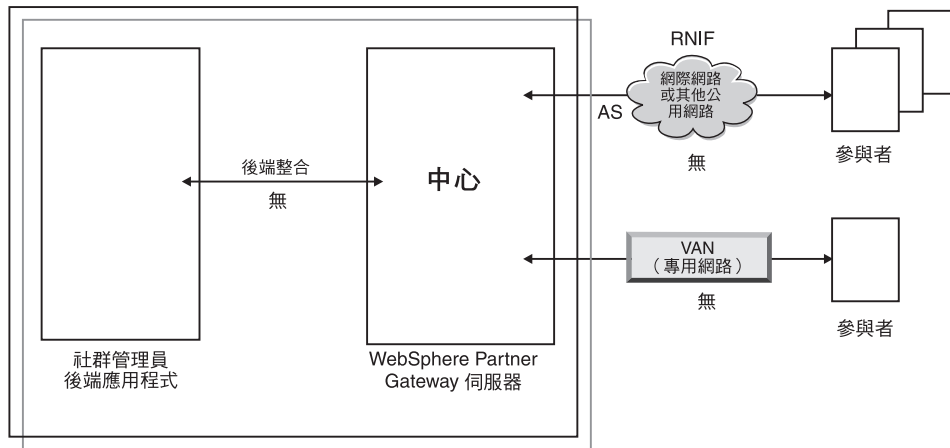 RNIF
網際網路
或其他公
用網路
AS
無
參與者
後端整合
無
中心
VAN
（專用網路）
無
參與者
社群管理員
後端應用程式
WebSphere Partner
Gateway 伺服器